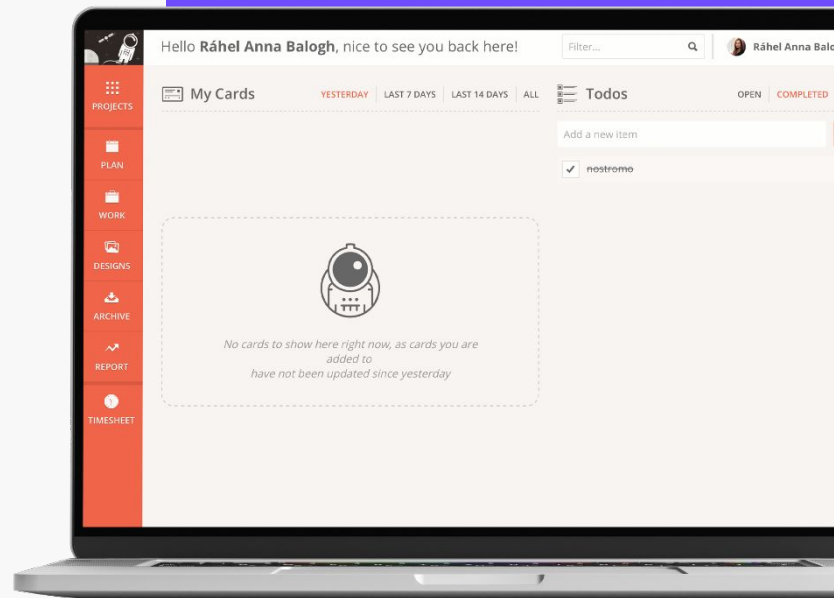 Hello Ráhel Anna Balogh, nice to see you back here!
Filter...
Ráhel Anna
PROJECTS
PLAN
WORK
DESIGNS
ARCHIVE
REPORT
TIMESHEET
My Cards
YESTERDAY
LAST 7 DAYS
LAST 14 DAYS
ALL
No cards to show here right now, as cards you are
added to
have not been updated since yesterday
Todos
OPEN
COMPLETED
Add a new item
nostromo